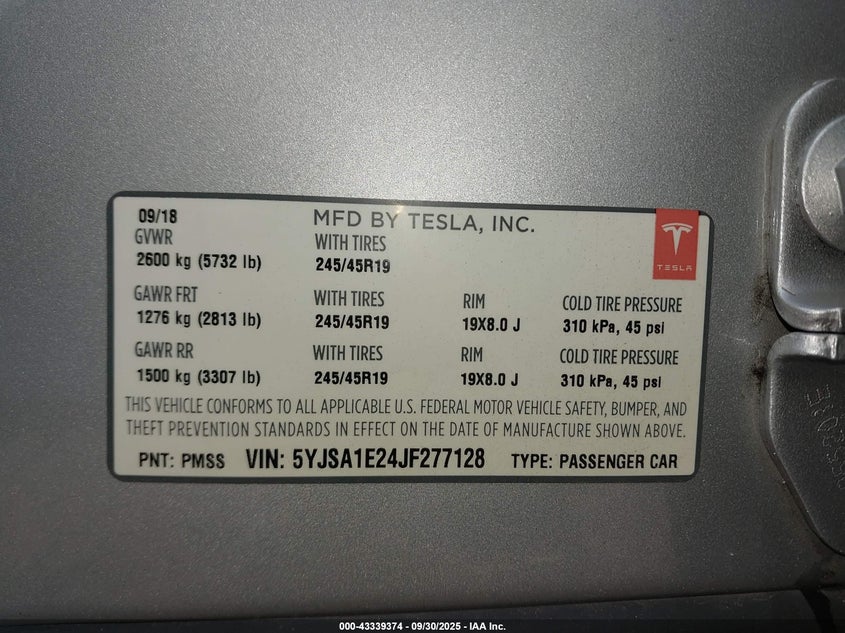 09/18 MFD BY TESLA, INC.
GVWR WITH TIRES
2600 kg (5732 lb) 245/45R19
TESLA
GAWR FRT WITH TIRES RIM COLD TIRE PRESSURE
1276 kg (2813 lb) 245/45R19 19X8.0 J 310 kPa, 45 psi
GAWR RR WITH TIRES RIM COLD TIRE PRESSURE
1500 kg (3307 lb) 245/45R19 19X8.0 J 310 kPa, 45 psi
THIS VEHICLE CONFORMS TO ALL APPLICABLE U.S. FEDERAL MOTOR VEHICLE SAFETY, BUMPER, AND
THEFT PREVENTION STANDARDS IN EFFECT ON THE DATE OF MANUFACTURE SHOWN ABOVE.
PNT: PMSS VIN: 5YJSA1E24JF277128 TYPE: PASSENGER CAR
000-43339374 - 09/30/2025 - IAA Inc.